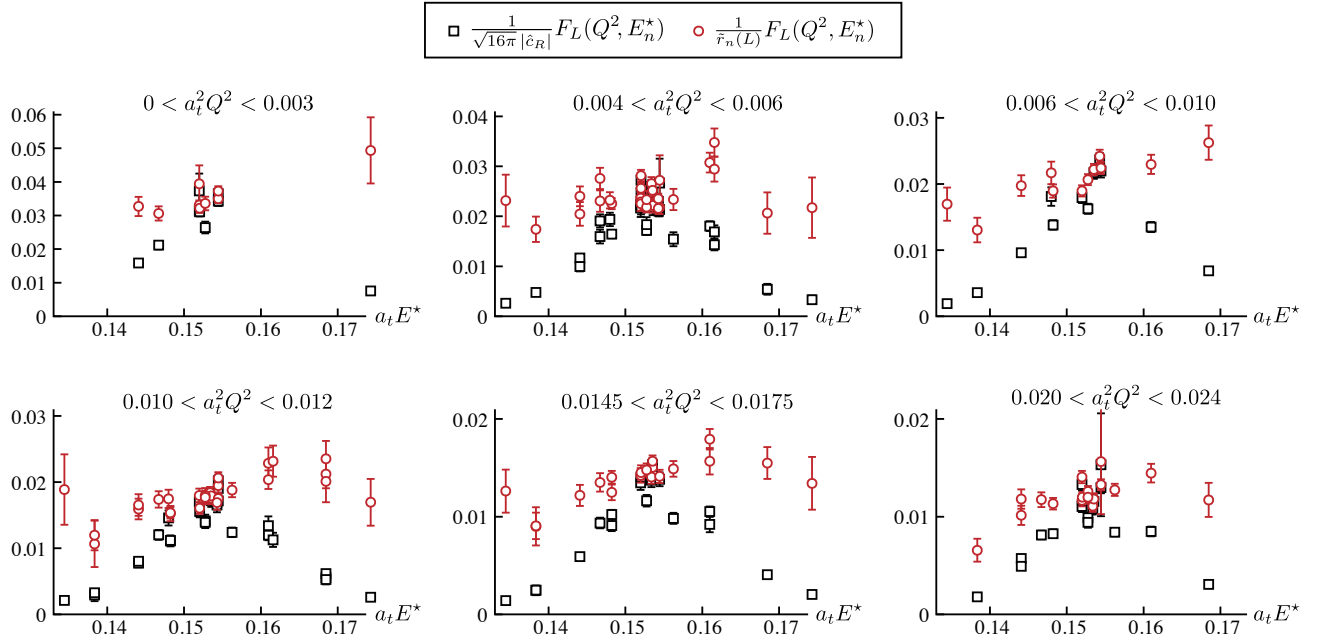 1/(√16π |ĉ_R|) F_L(Q², E_n⋆)   1/(r̃_n(L)) F_L(Q², E_n⋆)
0 < a_t²Q² < 0.003
0.06
0.05
0.04
0.03
0.02
0.01
0
0.14 0.15 0.16 0.17 a_t E⋆
0.004 < a_t²Q² < 0.006
0.04
0.03
0.02
0.01
0
0.14 0.15 0.16 0.17 a_t E⋆
0.006 < a_t²Q² < 0.010
0.03
0.02
0.01
0
0.14 0.15 0.16 0.17 a_t E⋆
0.010 < a_t²Q² < 0.012
0.03
0.02
0.01
0
0.14 0.15 0.16 0.17 a_t E⋆
0.0145 < a_t²Q² < 0.0175
0.02
0.01
0
0.14 0.15 0.16 0.17 a_t E⋆
0.020 < a_t²Q² < 0.024
0.02
0.01
0
0.14 0.15 0.16 0.17 a_t E⋆